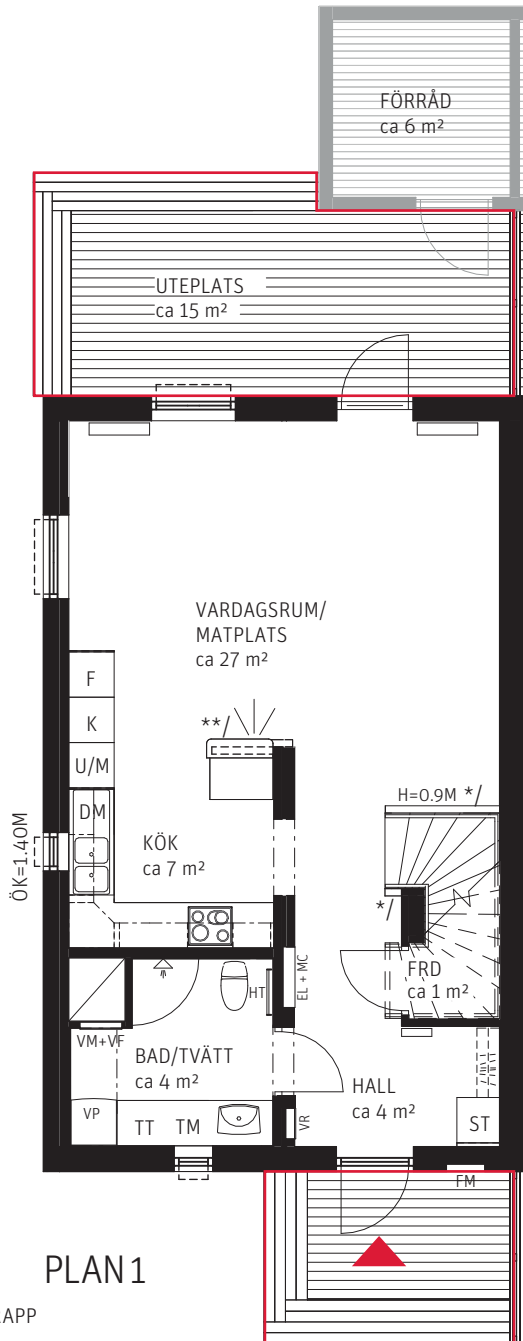 FÖRRÅD
ca 6 m²
UTEPLATS
ca 15 m²
VARDAGSRUM/
MATPLATS
ca 27 m²
F
K
U/M
**/
DM
H=0.9M */
ÖK=1.40M
KÖK
ca 7 m²
*/
EL + MC
FRD
ca 1 m²
HT
VM+VF
BAD/TVÄTT
ca 4 m²
HALL
ca 4 m²
VP
TT TM
VR
ST
FM
PLAN 1